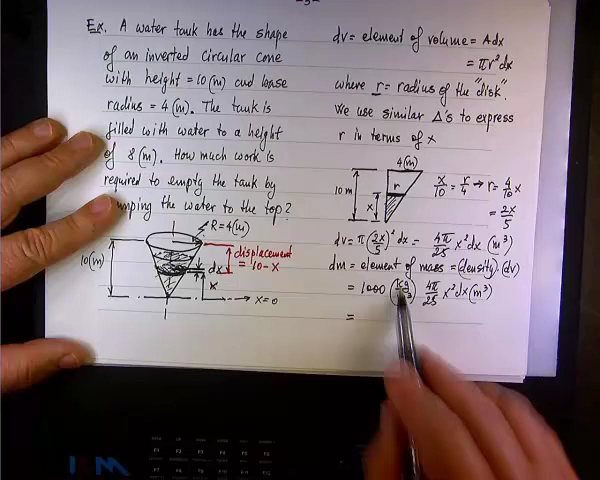 Ex. A water tank has the shape
of an inverted circular cone
with height = 10 (m) and base
radius = 4 (m). The tank is
filled with water to a height
of 8 (m). How much work is
required to empty the tank by
umping the water to the top?
R = 4(m)
10 (m)
displacement
= 10 - x
dx
x
x = 0
dv = element of volume = A dx
= πr²dx
where r = radius of the "disk".
We use similar Δ's to express
r in terms of x
4(m)
10 m
r
x
x/10 = r/4 → r = 4/10 x
= 2x/5
dv = π (2x/5)² dx = 4π/25 x² dx (m³)
dm = element of mass = (density) (dv)
= 1000 4π/25 x² dx (m³)
=
IBM